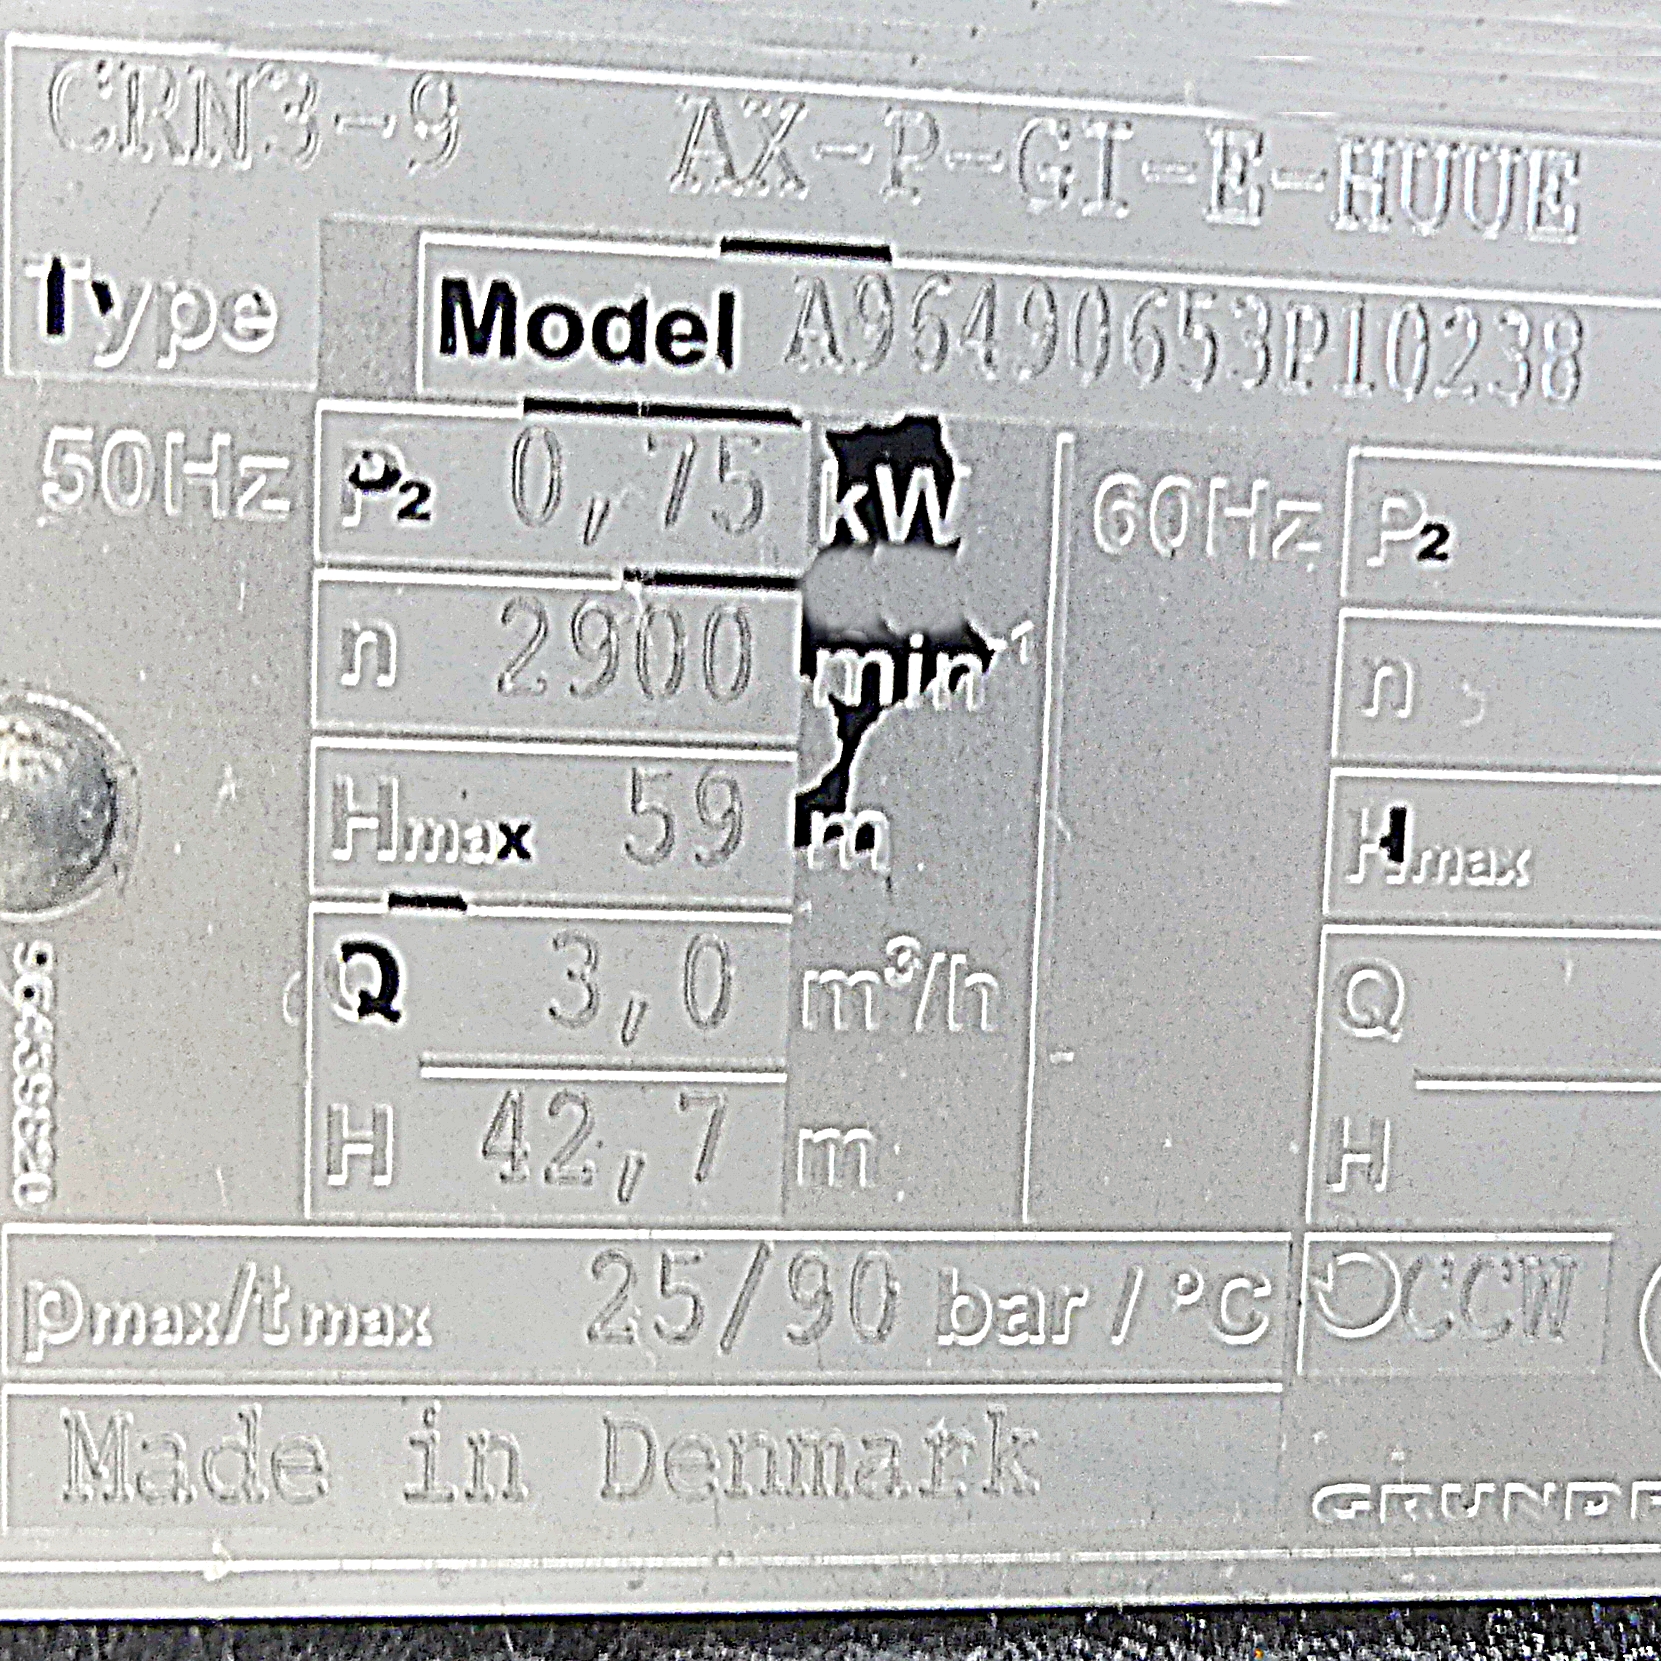 CRN3-9 AX-P-GI-E-HUUE
Type Model A96490653P10238
50Hz P2 0,75 kW 60Hz P2
n 2900 min-1 n
Hmax 59 m Hmax
Q 3,0 m³/h Q
H 42,7 m H
pmax/tmax 25/90 bar / °C CCW
Made in Denmark